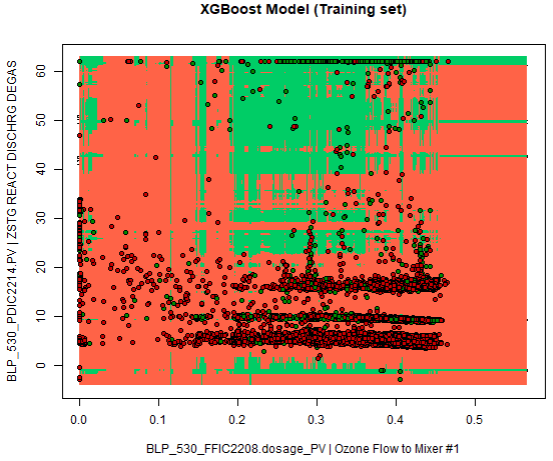 XGBoost Model (Training set)
BLP_530_PDIC2214.PV | ZSTG REACT DISCHRG DEGAS
60
50
40
30
20
10
0
0.0 0.1 0.2 0.3 0.4 0.5
BLP_530_FFIC2208.dosage_PV | Ozone Flow to Mixer #1